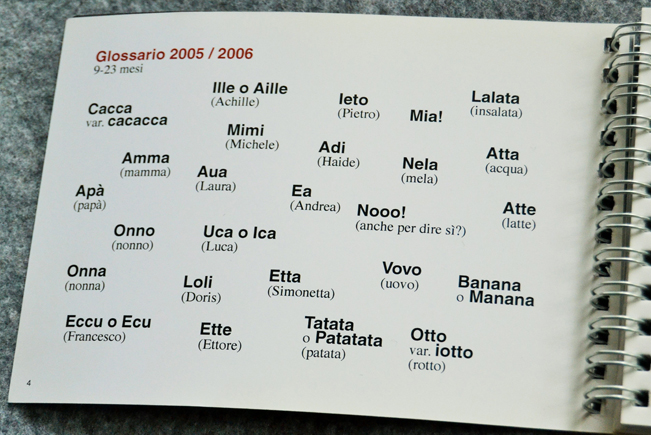 Glossario 2005 / 2006
9-23 mesi
Cacca
var. cacacca
Ille o Aille
(Achille)
Ieto
(Pietro)
Mia!
Lalata
(insalata)
Mimi
(Michele)
Amma
(mamma)
Aua
(Laura)
Adi
(Haide)
Nela
(mela)
Atta
(acqua)
Apà
(papà)
Ea
(Andrea)
Nooo!
(anche per dire sì?)
Atte
(latte)
Onno
(nonno)
Uca o Ica
(Luca)
Onna
(nonna)
Loli
(Doris)
Etta
(Simonetta)
Vovo
(uovo)
Banana
o Manana
Eccu o Ecu
(Francesco)
Ette
(Ettore)
Tatata
o Patatata
(patata)
Otto
var. iotto
(rotto)
4